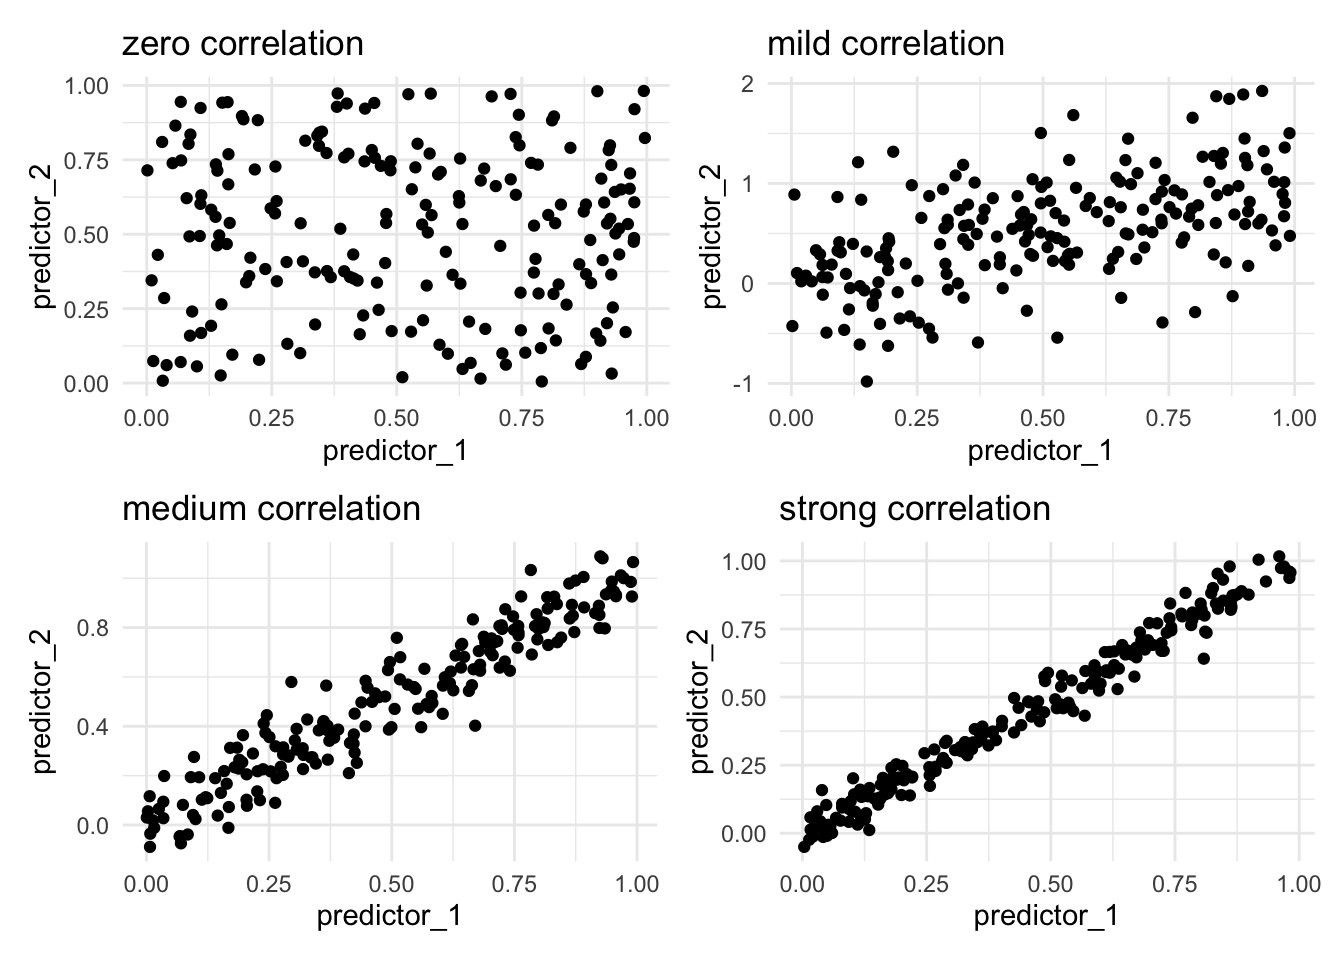 zero correlation
1.00
0.75
0.50
0.25
0.00
predictor_2
0.00 0.25 0.50 0.75 1.00
predictor_1
mild correlation
2
1
0
-1
predictor_2
0.00 0.25 0.50 0.75 1.00
predictor_1
medium correlation
0.8
0.4
0.0
predictor_2
0.00 0.25 0.50 0.75 1.00
predictor_1
strong correlation
1.00
0.75
0.50
0.25
0.00
predictor_2
0.00 0.25 0.50 0.75 1.00
predictor_1